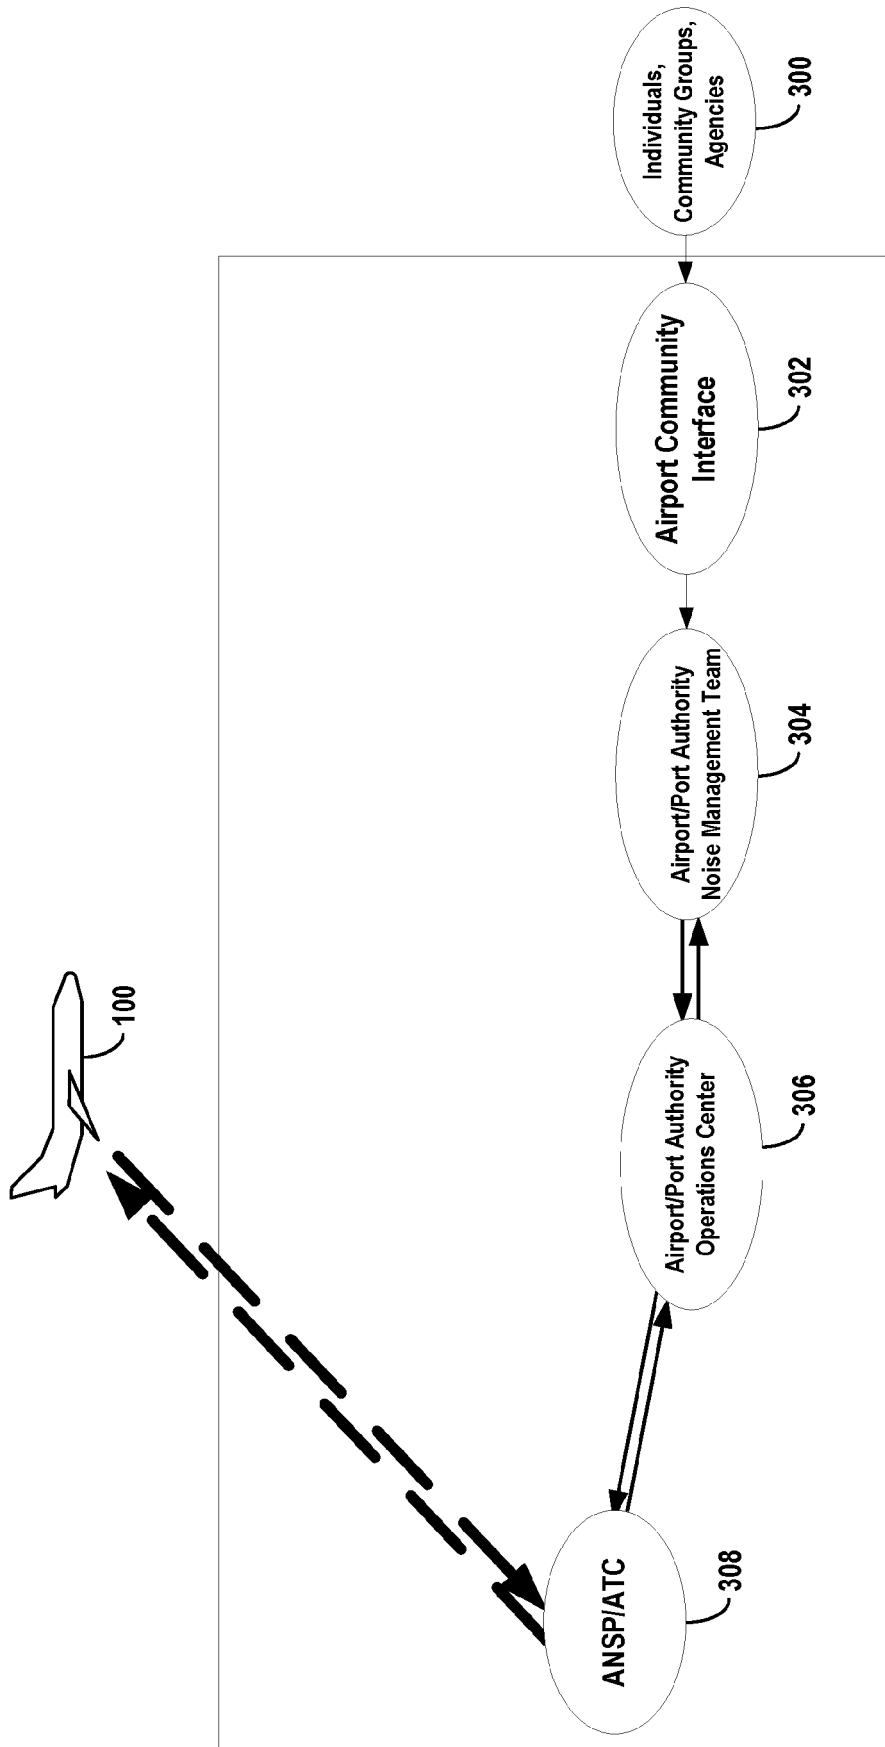 100
ANSP/ATC
308
Airport/Port Authority
Operations Center
306
Airport/Port Authority
Noise Management Team
304
Airport Community
Interface
302
Individuals,
Community Groups,
Agencies
300